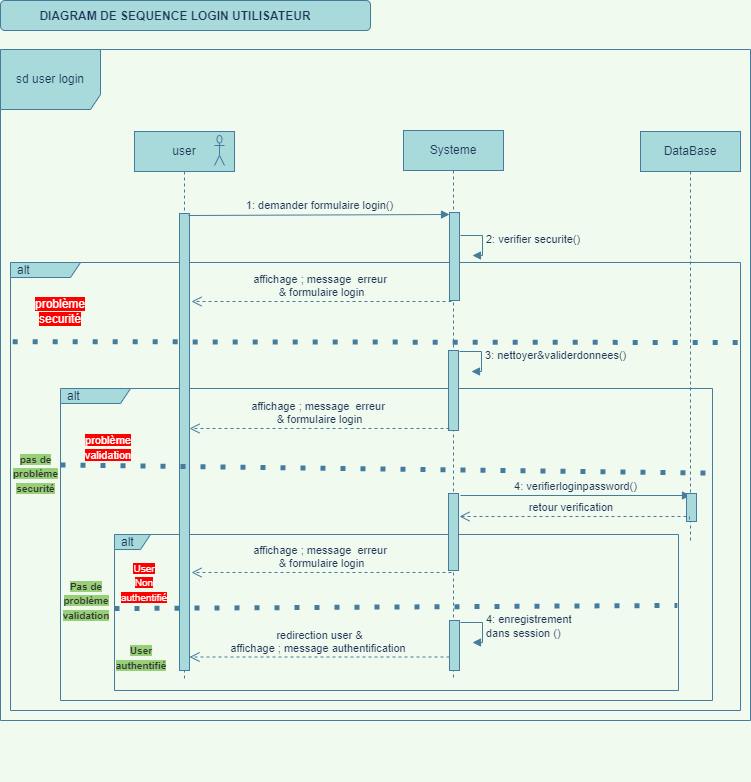 DIAGRAM DE SEQUENCE LOGIN UTILISATEUR
sd user login
user
Systeme
DataBase
1: demander formulaire login()
2: verifier securite()
alt
affichage ; message erreur
& formulaire login
problème
securité
3: nettoyer&validerdonnees()
alt
affichage ; message erreur
& formulaire login
problème
validation
pas de
problème
securité
4: verifierloginpassword()
retour verification
alt
affichage ; message erreur
& formulaire login
User
Non
authentifié
Pas de
problème
validation
4: enregistrement
dans session ()
redirection user &
affichage ; message authentification
User
authentifié